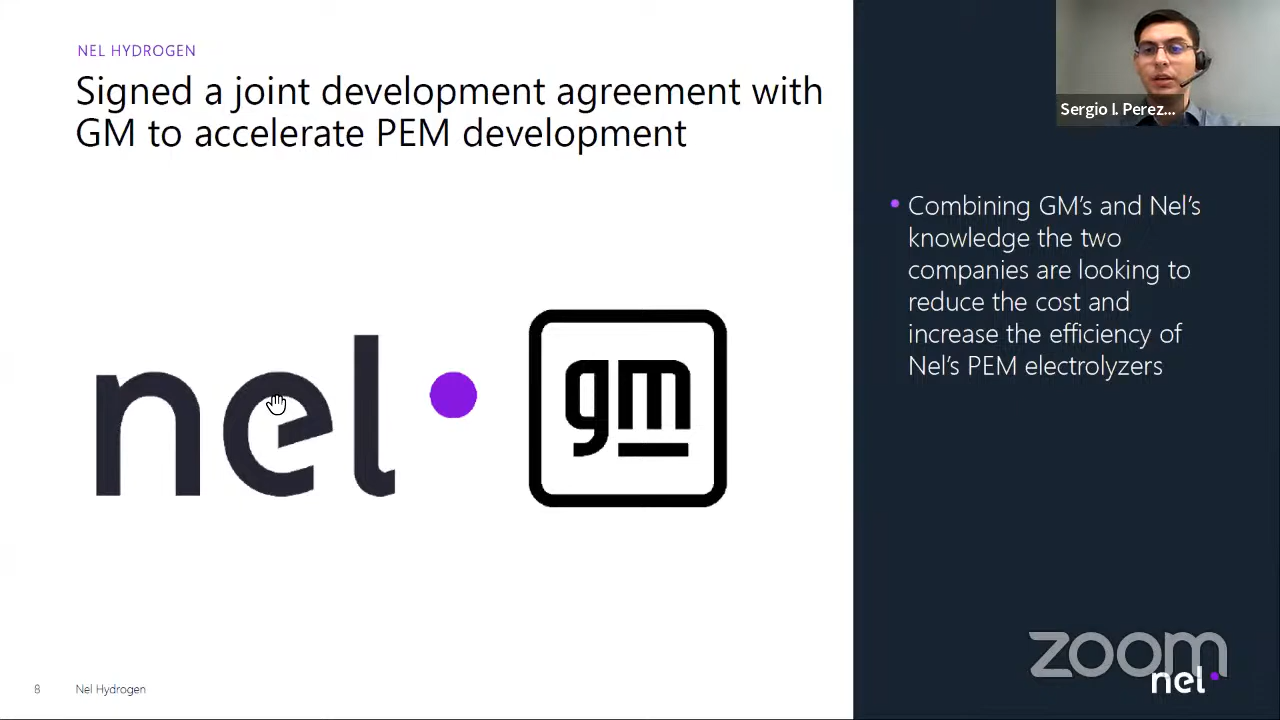 NEL HYDROGEN
Signed a joint development agreement with
GM to accelerate PEM development
nel
gm
Sergio I. Perez...
• Combining GM’s and Nel’s
knowledge the two
companies are looking to
reduce the cost and
increase the efficiency of
Nel’s PEM electrolyzers
zoom
nel
8
Nel Hydrogen